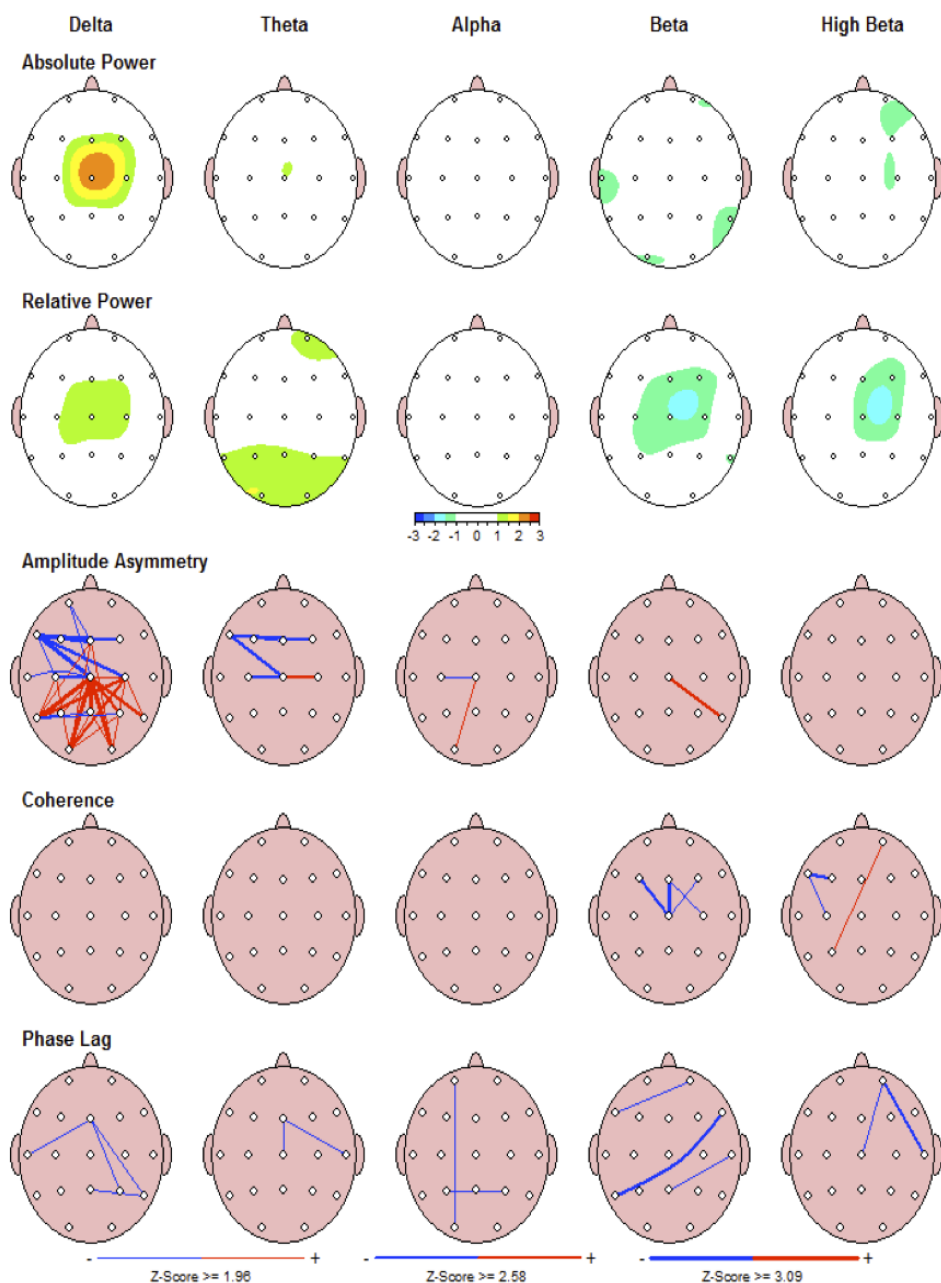 Delta Theta Alpha Beta High Beta
Absolute Power
Relative Power
-3 -2 -1 0 1 2 3
Amplitude Asymmetry
Coherence
Phase Lag
- + - + - +
Z-Score >= 1.96 Z-Score >= 2.58 Z-Score >= 3.09